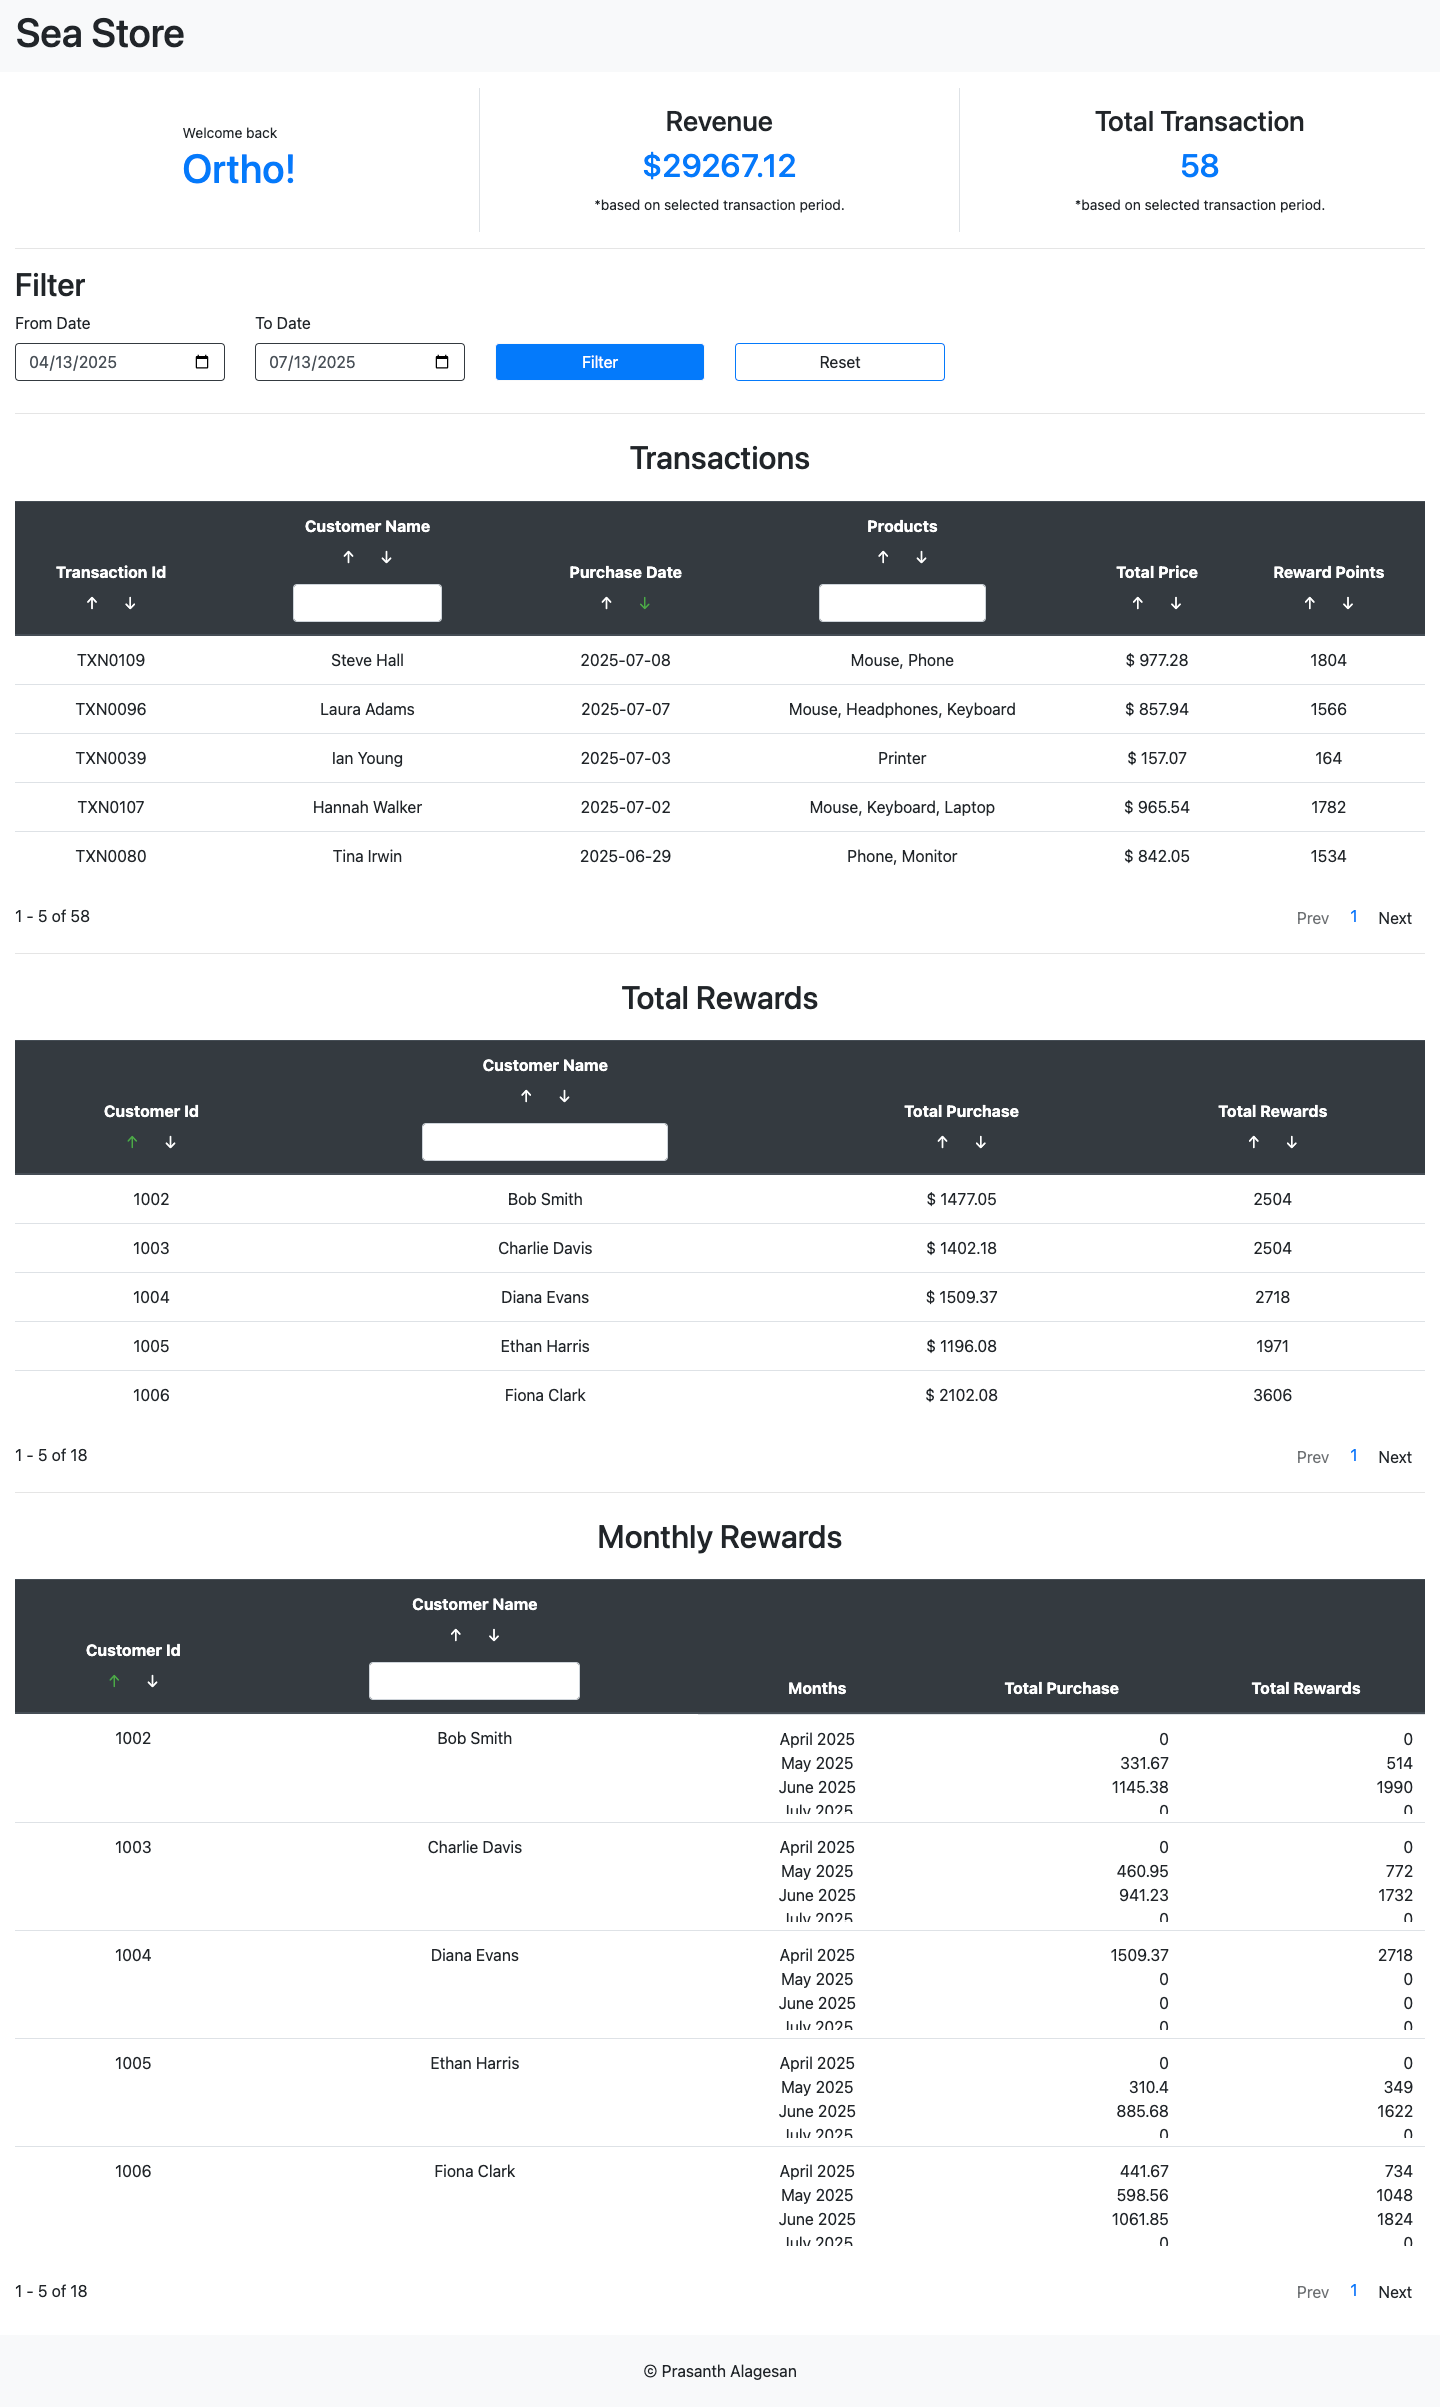 Sea Store
Welcome back
Ortho!
Revenue
$29267.12
*based on selected transaction period.
Total Transaction
58
*based on selected transaction period.
Filter
From Date
To Date
04/13/2025
07/13/2025
Filter
Reset
Transactions
Transaction Id ↑ ↓
Customer Name ↑ ↓
Purchase Date ↑ ↓
Products ↑ ↓
Total Price ↑ ↓
Reward Points ↑ ↓
TXN0109 Steve Hall 2025-07-08 Mouse, Phone $ 977.28 1804
TXN0096 Laura Adams 2025-07-07 Mouse, Headphones, Keyboard $ 857.94 1566
TXN0039 Ian Young 2025-07-03 Printer $ 157.07 164
TXN0107 Hannah Walker 2025-07-02 Mouse, Keyboard, Laptop $ 965.54 1782
TXN0080 Tina Irwin 2025-06-29 Phone, Monitor $ 842.05 1534
1 - 5 of 58
Prev 1 Next
Total Rewards
Customer Id ↑ ↓
Customer Name ↑ ↓
Total Purchase ↑ ↓
Total Rewards ↑ ↓
1002 Bob Smith $ 1477.05 2504
1003 Charlie Davis $ 1402.18 2504
1004 Diana Evans $ 1509.37 2718
1005 Ethan Harris $ 1196.08 1971
1006 Fiona Clark $ 2102.08 3606
1 - 5 of 18
Prev 1 Next
Monthly Rewards
Customer Id ↑ ↓
Customer Name ↑ ↓
Months
Total Purchase
Total Rewards
1002 Bob Smith April 2025 0 0
May 2025 331.67 514
June 2025 1145.38 1990
July 2025 0 0
1003 Charlie Davis April 2025 0 0
May 2025 460.95 772
June 2025 941.23 1732
July 2025 0 0
1004 Diana Evans April 2025 1509.37 2718
May 2025 0 0
June 2025 0 0
July 2025 0 0
1005 Ethan Harris April 2025 0 0
May 2025 310.4 349
June 2025 885.68 1622
July 2025 0 0
1006 Fiona Clark April 2025 441.67 734
May 2025 598.56 1048
June 2025 1061.85 1824
July 2025 0 0
1 - 5 of 18
Prev 1 Next
© Prasanth Alagesan